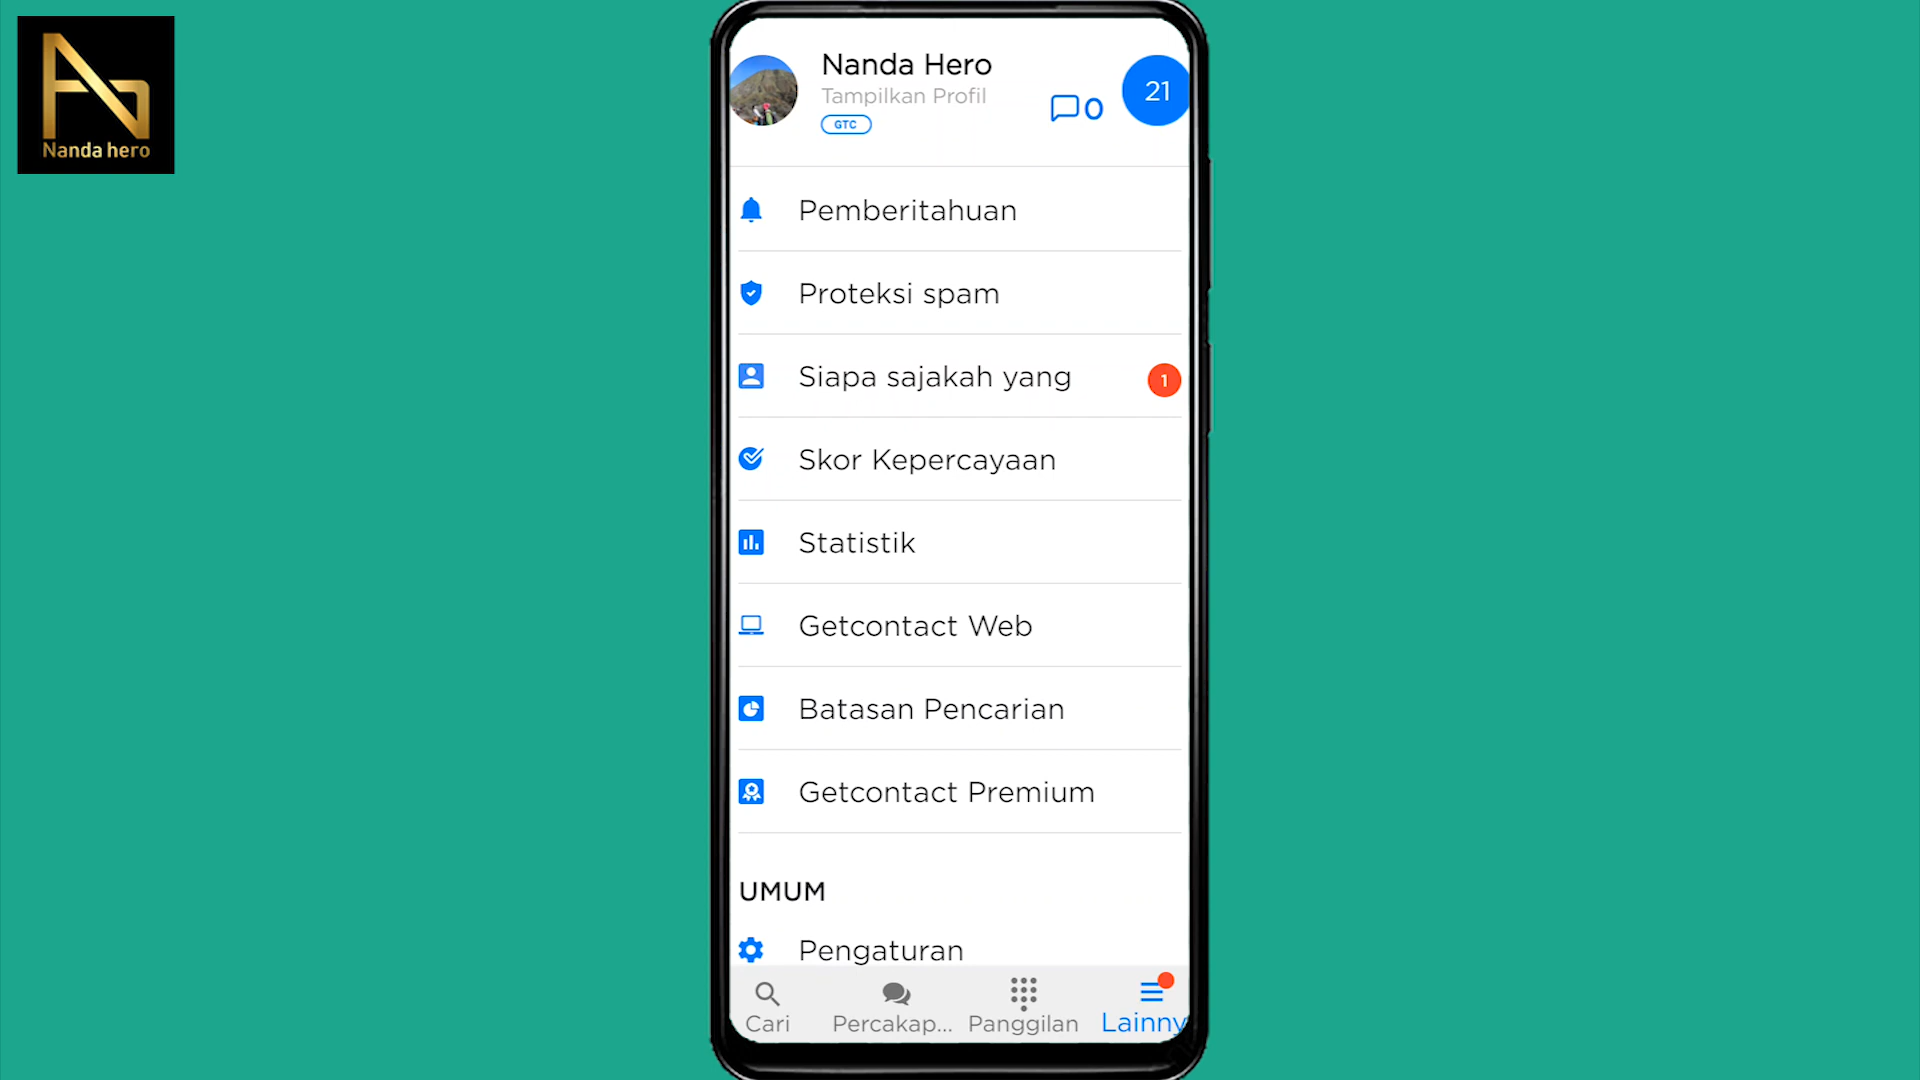 Nanda hero
Nanda Hero
Tampilkan Profil
GTC
0
21
Pemberitahuan
Proteksi spam
Siapa sajakah yang
1
Skor Kepercayaan
Statistik
Getcontact Web
Batasan Pencarian
Getcontact Premium
UMUM
Pengaturan
Cari
Percakap...
Panggilan
Lainny